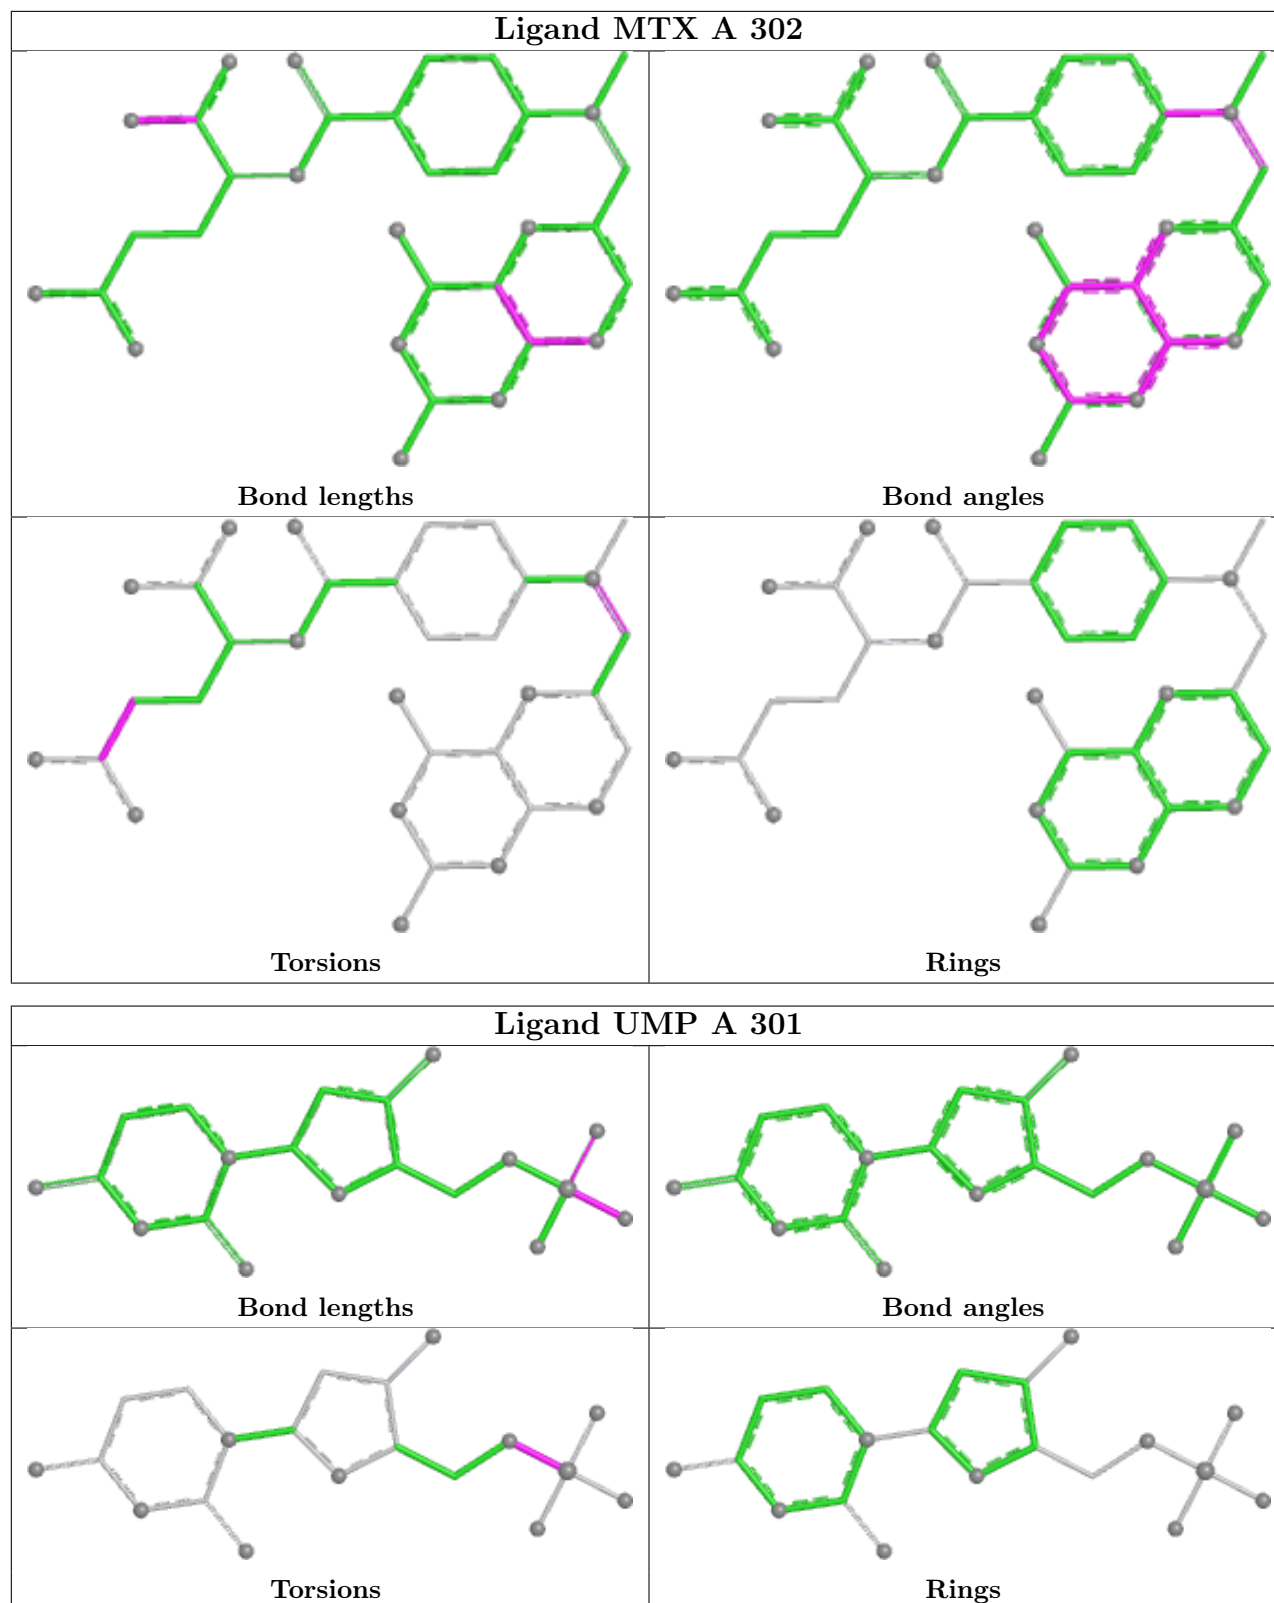 Ligand MTX A 302
Bond lengths
Bond angles
Torsions
Rings
Ligand UMP A 301
Bond lengths
Bond angles
Torsions
Rings